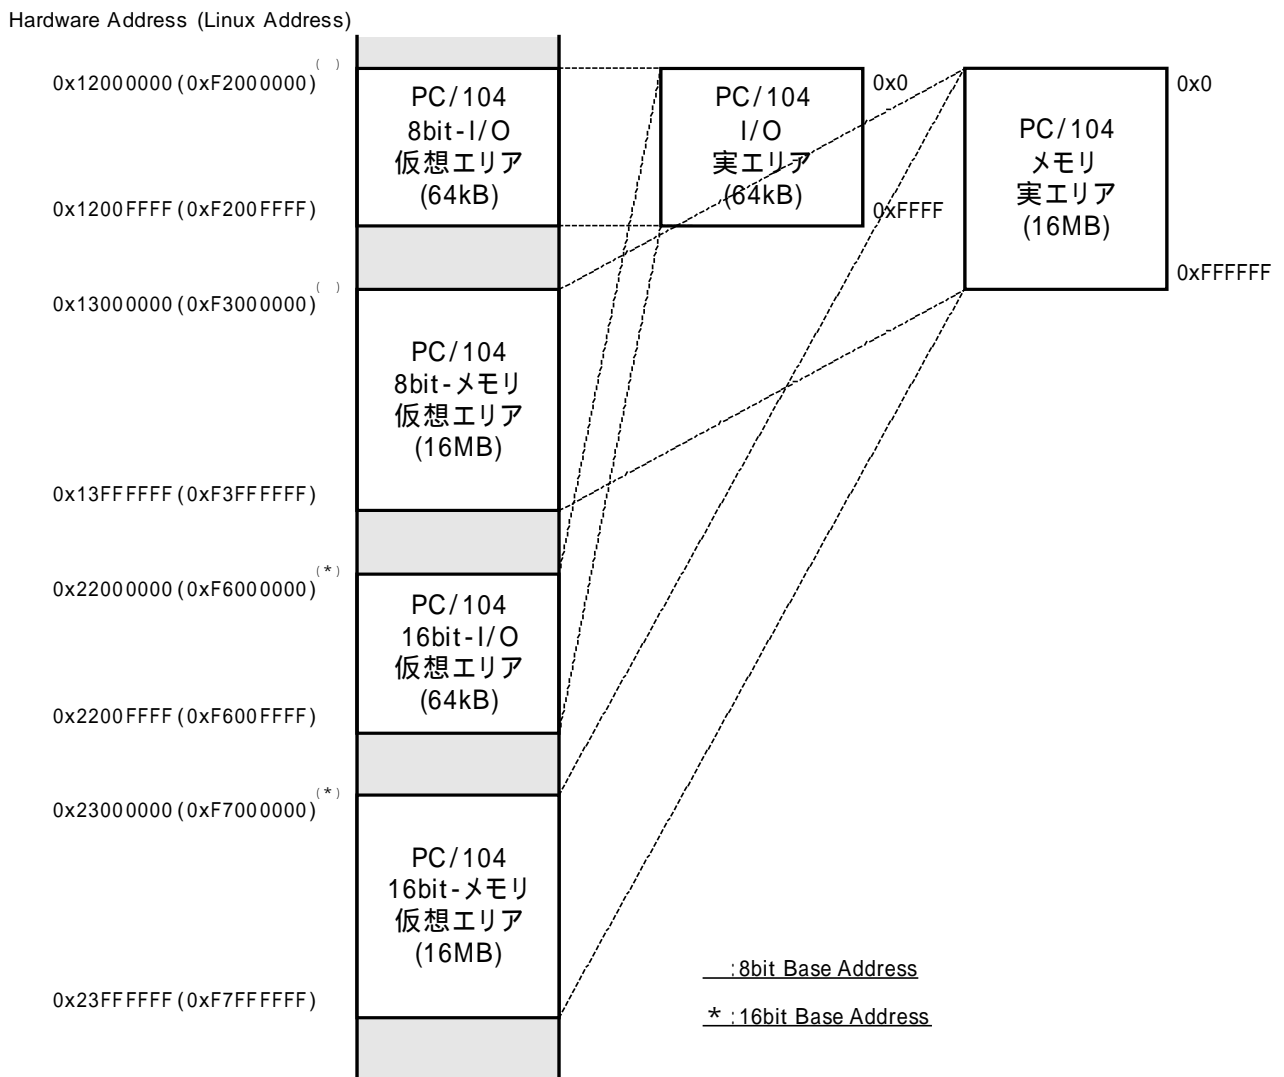 Hardware Address (Linux Address)
0x12000000(0xF2000000)( )
PC/104
8bit-I/O
仮想エリア
(64kB)
0x1200FFFF(0xF200FFFF)
PC/104
I/O
実エリア
(64kB)
0x0
0xFFFF
PC/104
メモリ
実エリア
(16MB)
0x0
0xFFFFFF
0x13000000(0xF3000000)( )
PC/104
8bit-メモリ
仮想エリア
(16MB)
0x13FFFFFF(0xF3FFFFFF)
0x22000000(0xF6000000)(*)
PC/104
16bit-I/O
仮想エリア
(64kB)
0x2200FFFF(0xF600FFFF)
0x23000000(0xF7000000)(*)
PC/104
16bit-メモリ
仮想エリア
(16MB)
0x23FFFFFF(0xF7FFFFFF)
:8bit Base Address
* :16bit Base Address